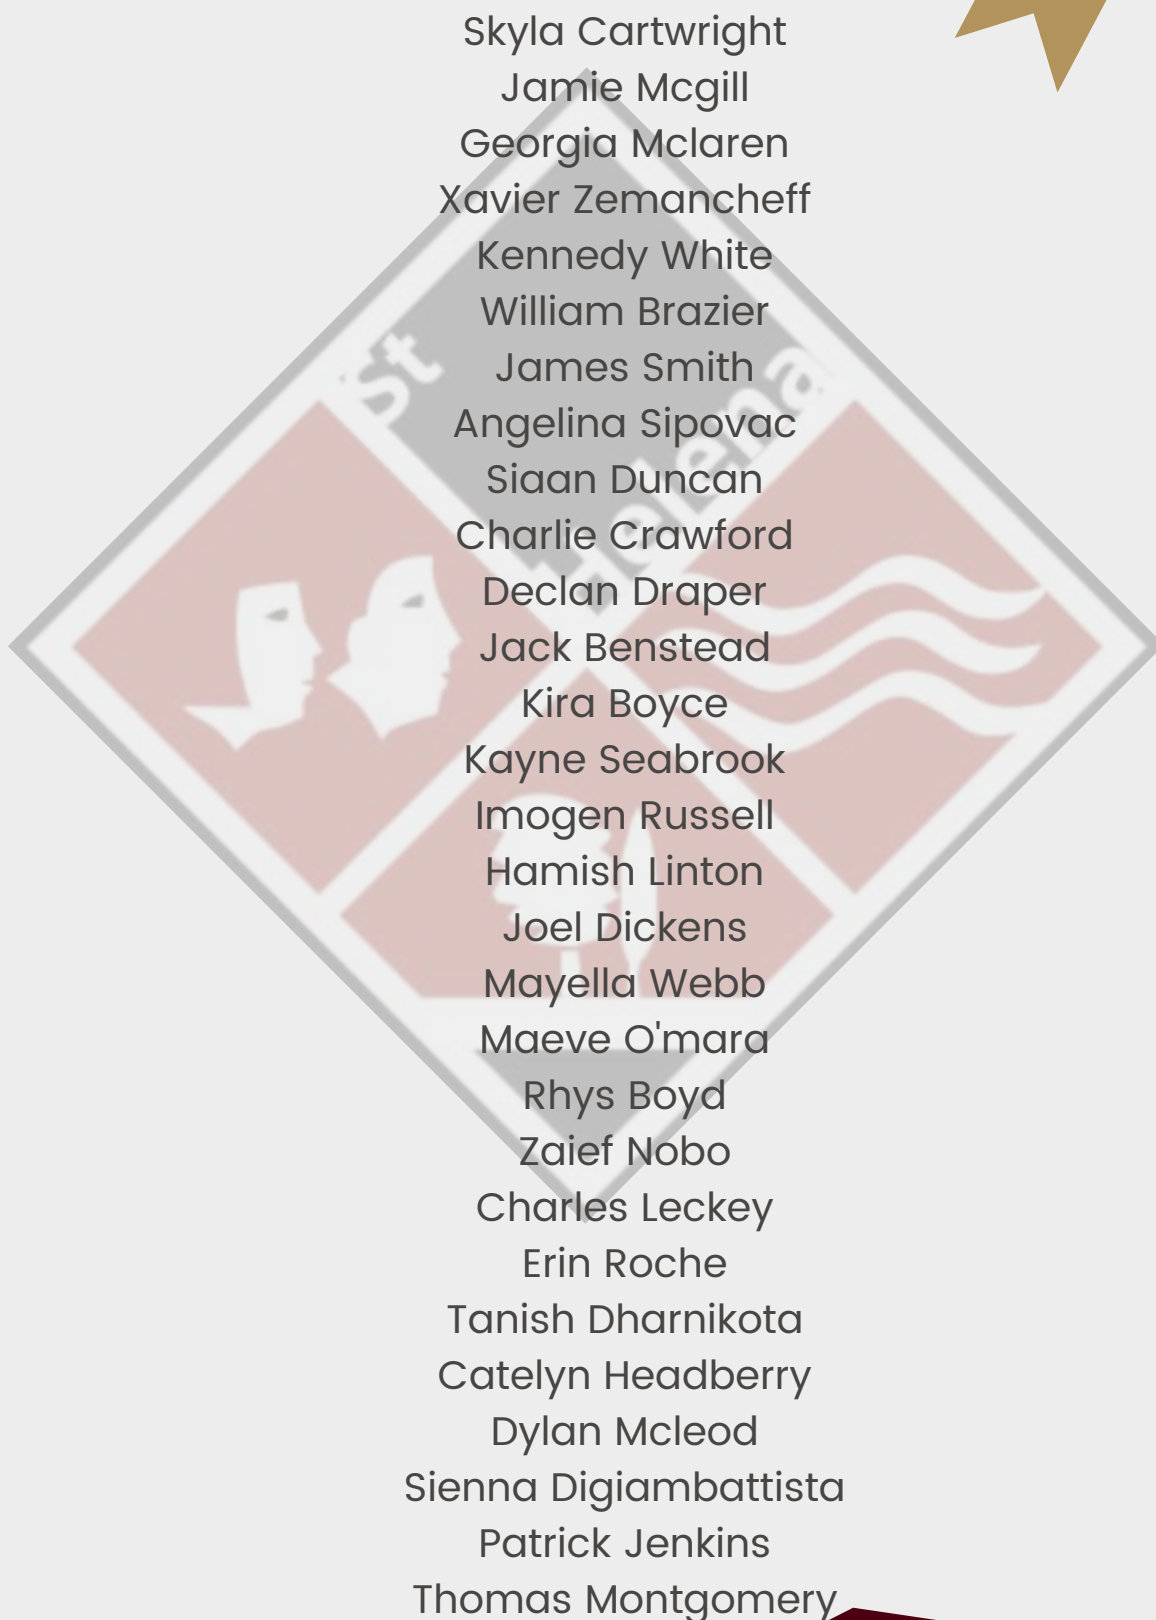 Skyla Cartwright
Jamie Mcgill
Georgia Mclaren
Xavier Zemancheff
Kennedy White
William Brazier
James Smith
Angelina Sipovac
Siaan Duncan
Charlie Crawford
Declan Draper
Jack Benstead
Kira Boyce
Kayne Seabrook
Imogen Russell
Hamish Linton
Joel Dickens
Mayella Webb
Maeve O'mara
Rhys Boyd
Zaief Nobo
Charles Leckey
Erin Roche
Tanish Dharnikota
Catelyn Headberry
Dylan Mcleod
Sienna Digiambattista
Patrick Jenkins
Thomas Montgomery
st
Helena